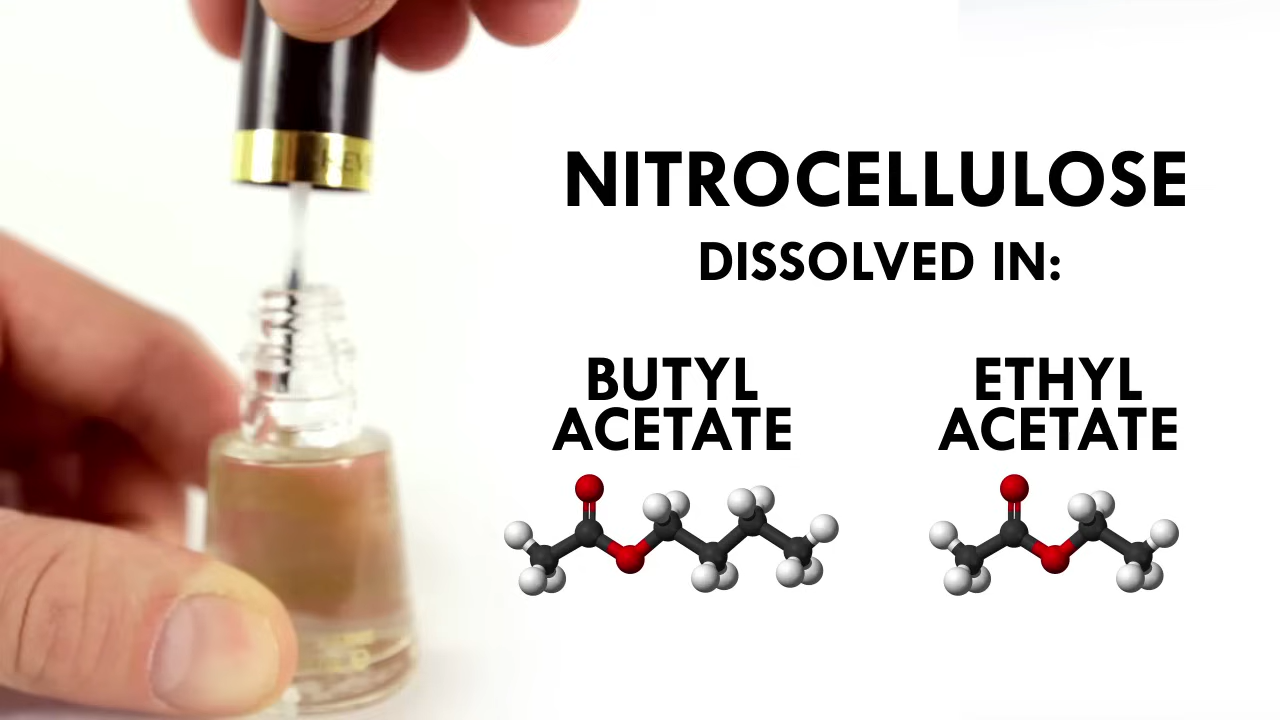 NITROCELLULOSE
DISSOLVED IN:
BUTYL
ACETATE
ETHYL
ACETATE